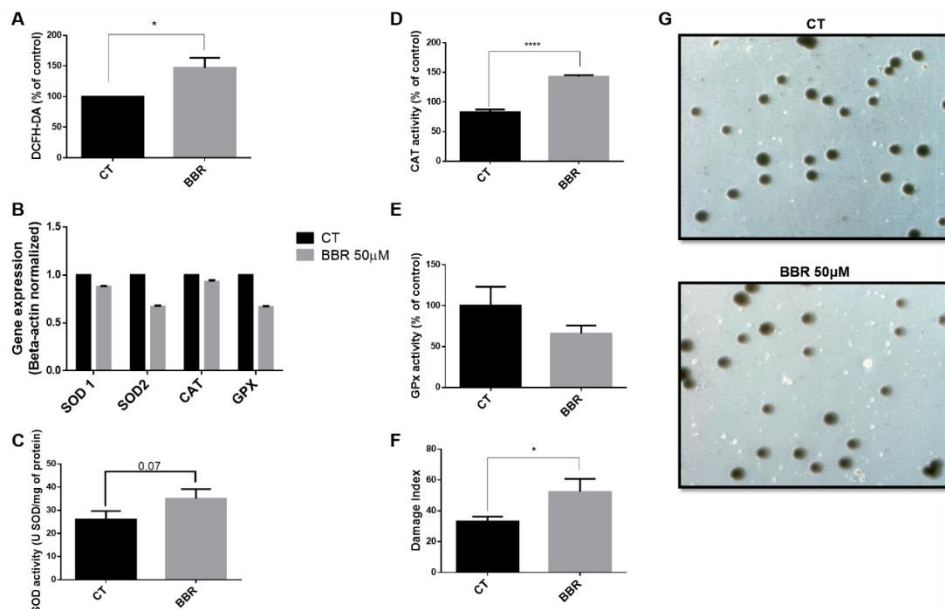 A
DCFH-DA (% of control)
200
150
100
50
0
*
CT
BBR
B
Gene expression
(Beta-actin normalized)
1.5
1.0
0.5
0.0
SOD 1
SOD2
CAT
GPX
CT
BBR 50μM
C
SOD activity (U SOD/mg of protein)
50
40
30
20
10
0
0.07
CT
BBR
D
CAT activity (% of control)
200
150
100
50
0
****
CT
BBR
E
GPx activity (% of control)
150
100
50
0
CT
BBR
F
Damage Index
80
60
40
20
0
*
CT
BBR
G
CT
BBR 50μM